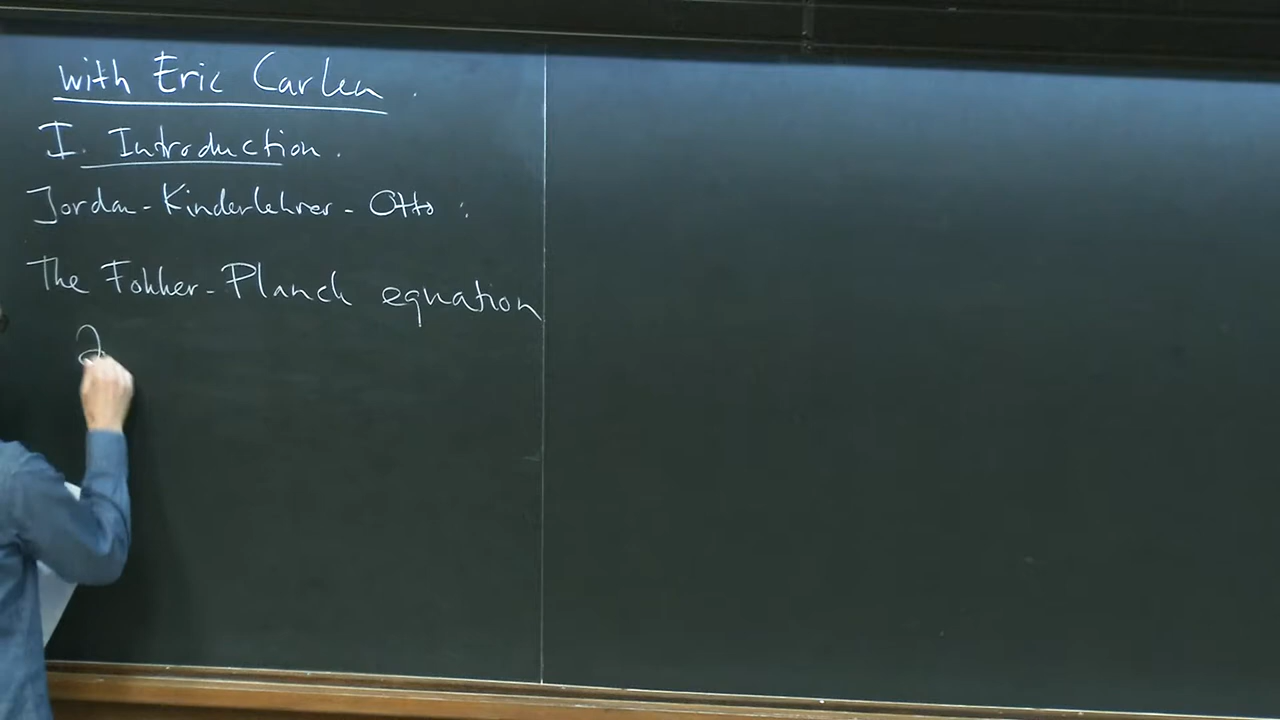 with Eric Carlen.
I. Introduction.
Jordan-Kinderlehrer-Otto:
The Fokker-Planck equation
∂